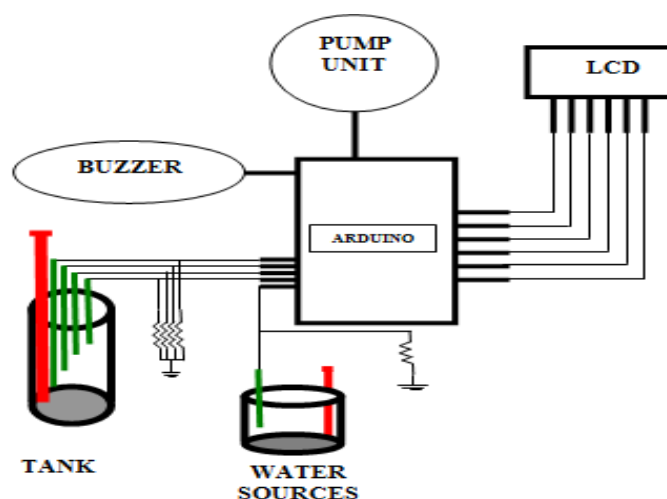 PUMP
UNIT
LCD
BUZZER
ARDUINO
TANK
WATER
SOURCES